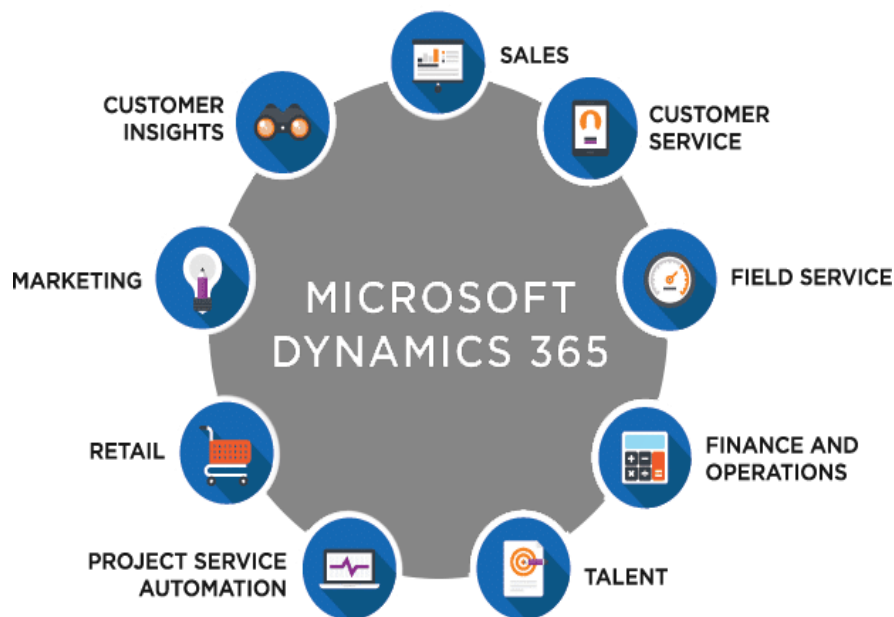 SALES
CUSTOMER
SERVICE
FIELD SERVICE
FINANCE AND
OPERATIONS
TALENT
PROJECT SERVICE
AUTOMATION
RETAIL
MARKETING
CUSTOMER
INSIGHTS
MICROSOFT
DYNAMICS 365